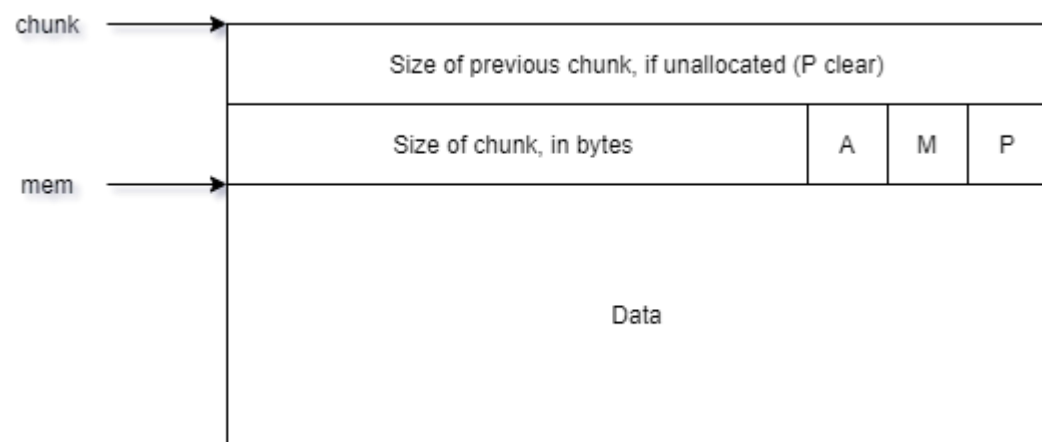 chunk
Size of previous chunk, if unallocated (P clear)
Size of chunk, in bytes
A
M
P
mem
Data